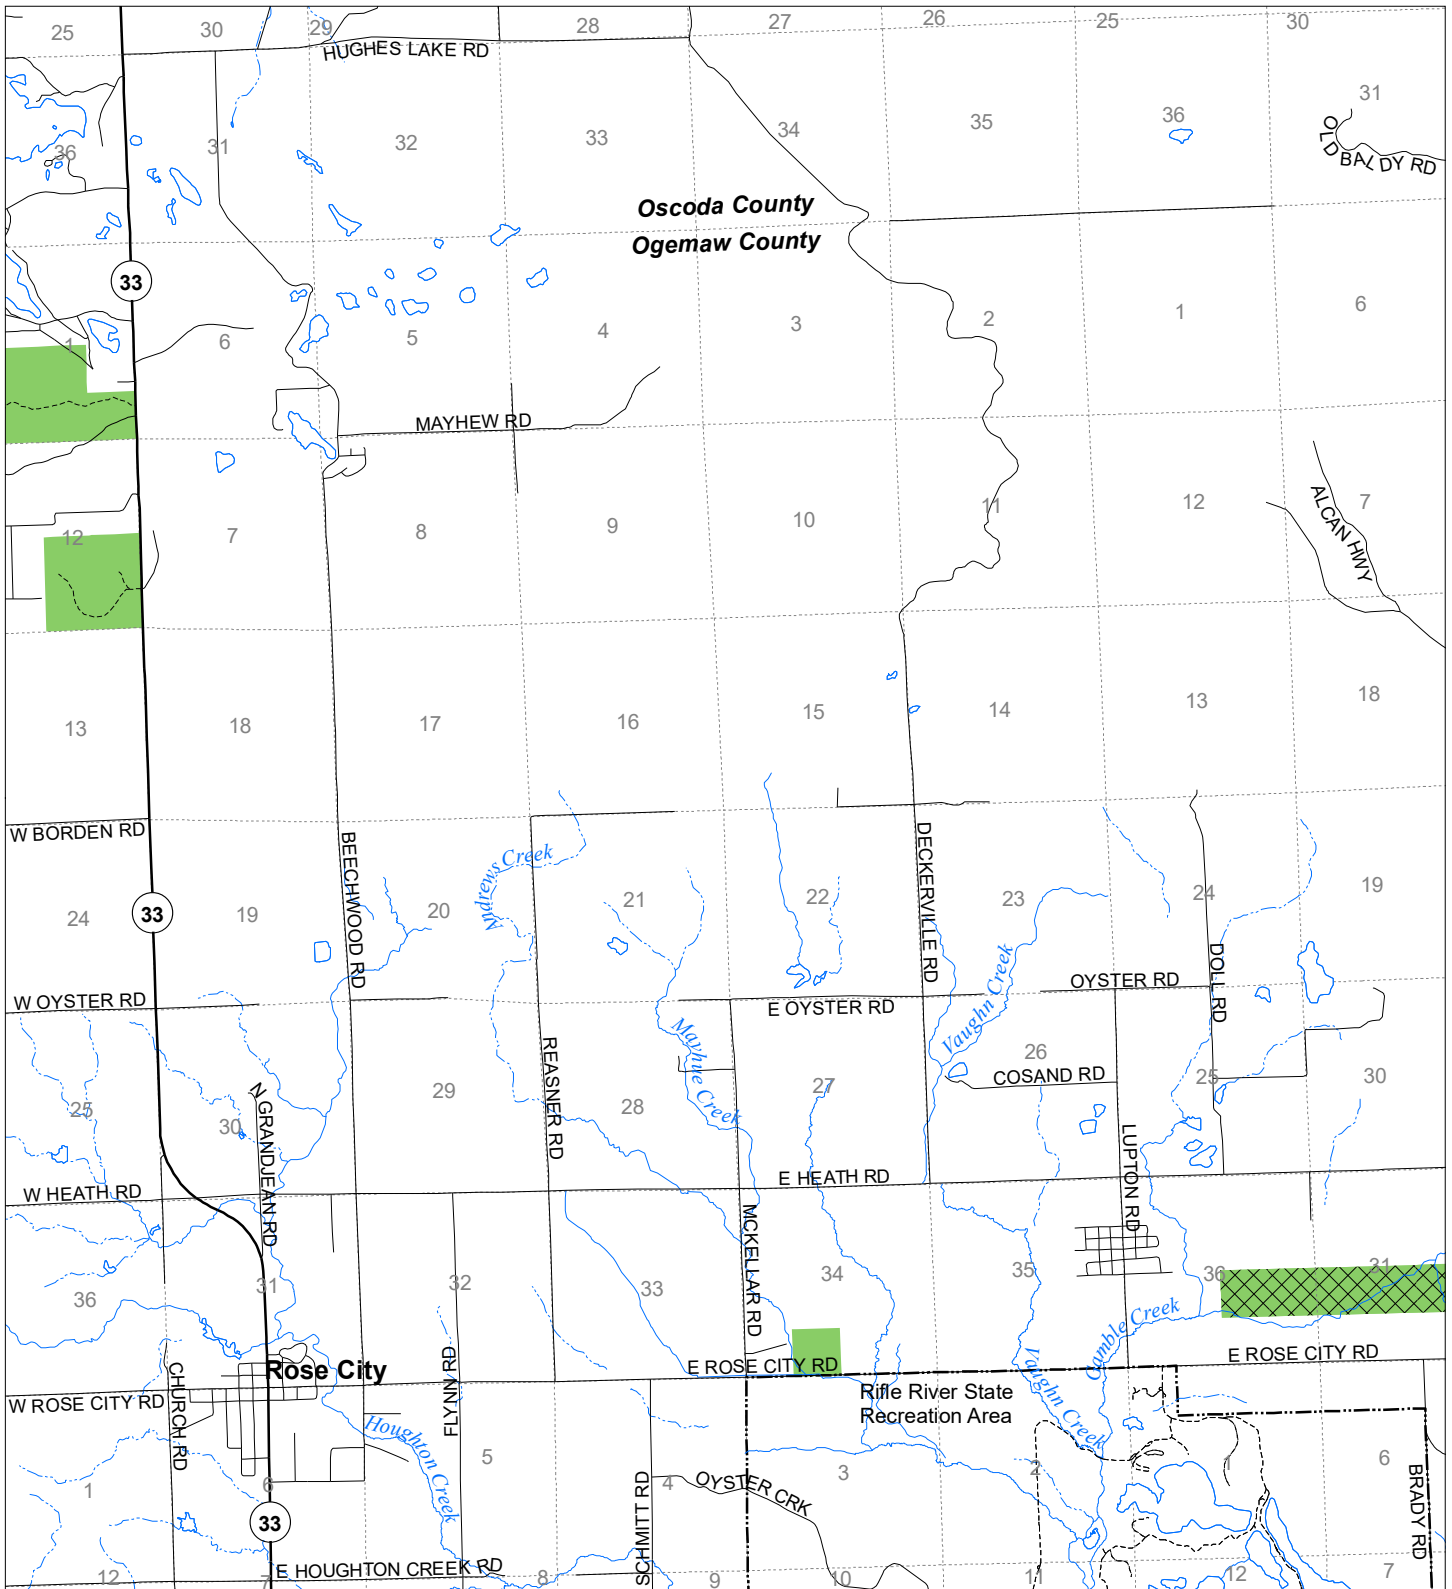 25
30
29
28
27
26
25
30
HUGHES LAKE RD
36
31
32
33
34
35
36
31
OLD BALDY RD
Oscoda County
Ogemaw County
33
1
6
5
4
3
2
1
6
MAYHEW RD
12
7
8
9
10
11
12
7
ALCAN HWY
13
18
17
16
15
14
13
18
W BORDEN RD
BEECHWOOD RD
Andrews Creek
DECKERVILLE RD
24
33
19
20
21
22
23
24
19
W OYSTER RD
E OYSTER RD
OYSTER RD
DOLL RD
Vaughn Creek
Mayhue Creek
REASNER RD
COSAND RD
25
30
29
28
27
26
25
30
N GRANDJEAN RD
LUPTON RD
W HEATH RD
E HEATH RD
MCKELLAR RD
36
31
32
33
34
35
36
31
Gamble Creek
Rose City
E ROSE CITY RD
E ROSE CITY RD
W ROSE CITY RD
CHURCH RD
FLYNN RD
Houghton Creek
Rifle River State
Recreation Area
Vaughn Creek
1
6
5
4
3
2
1
6
OYSTER CRK
SCHMITT RD
BRADY RD
33
E HOUGHTON CREEK RD
12
7
8
9
10
11
12
7